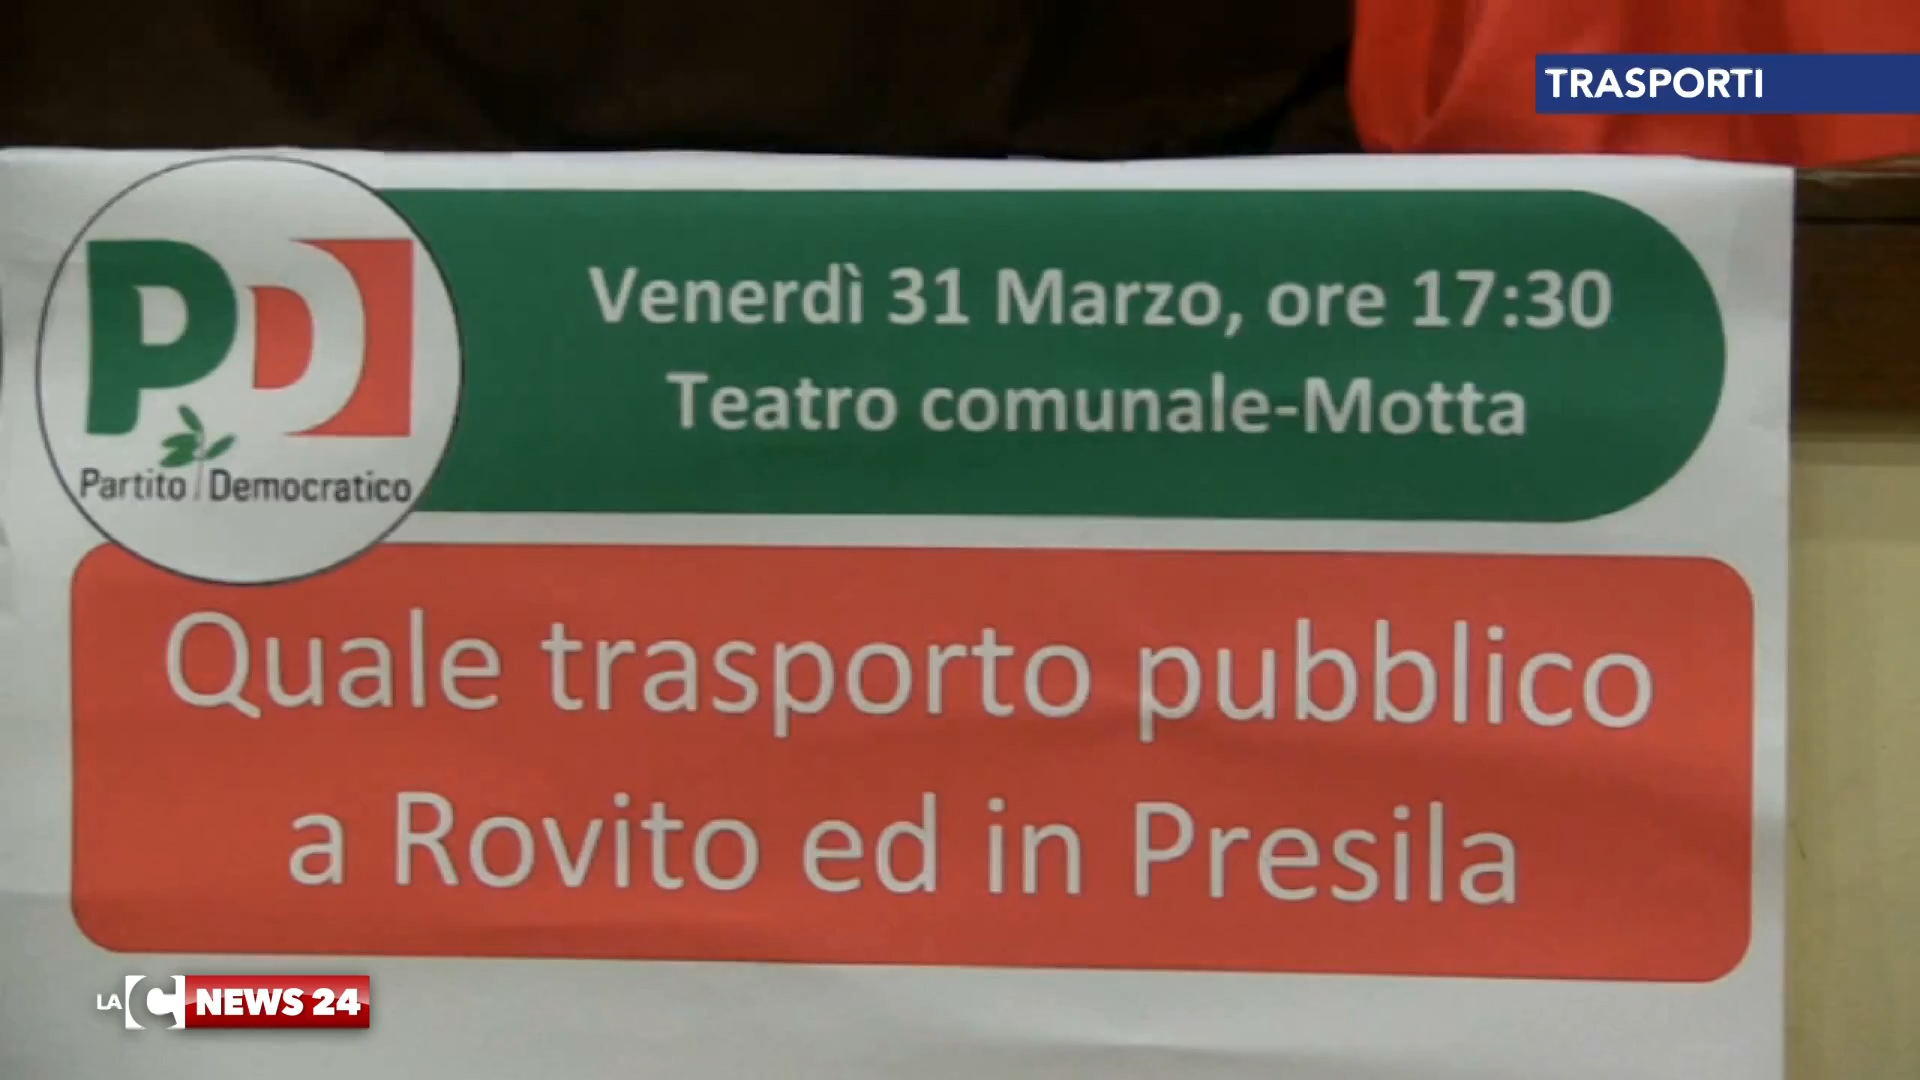 TRASPORTI
PD
Partito Democratico
Venerdì 31 Marzo, ore 17:30
Teatro comunale-Motta
Quale trasporto pubblico
a Rovito ed in Presila
LA C NEWS 24